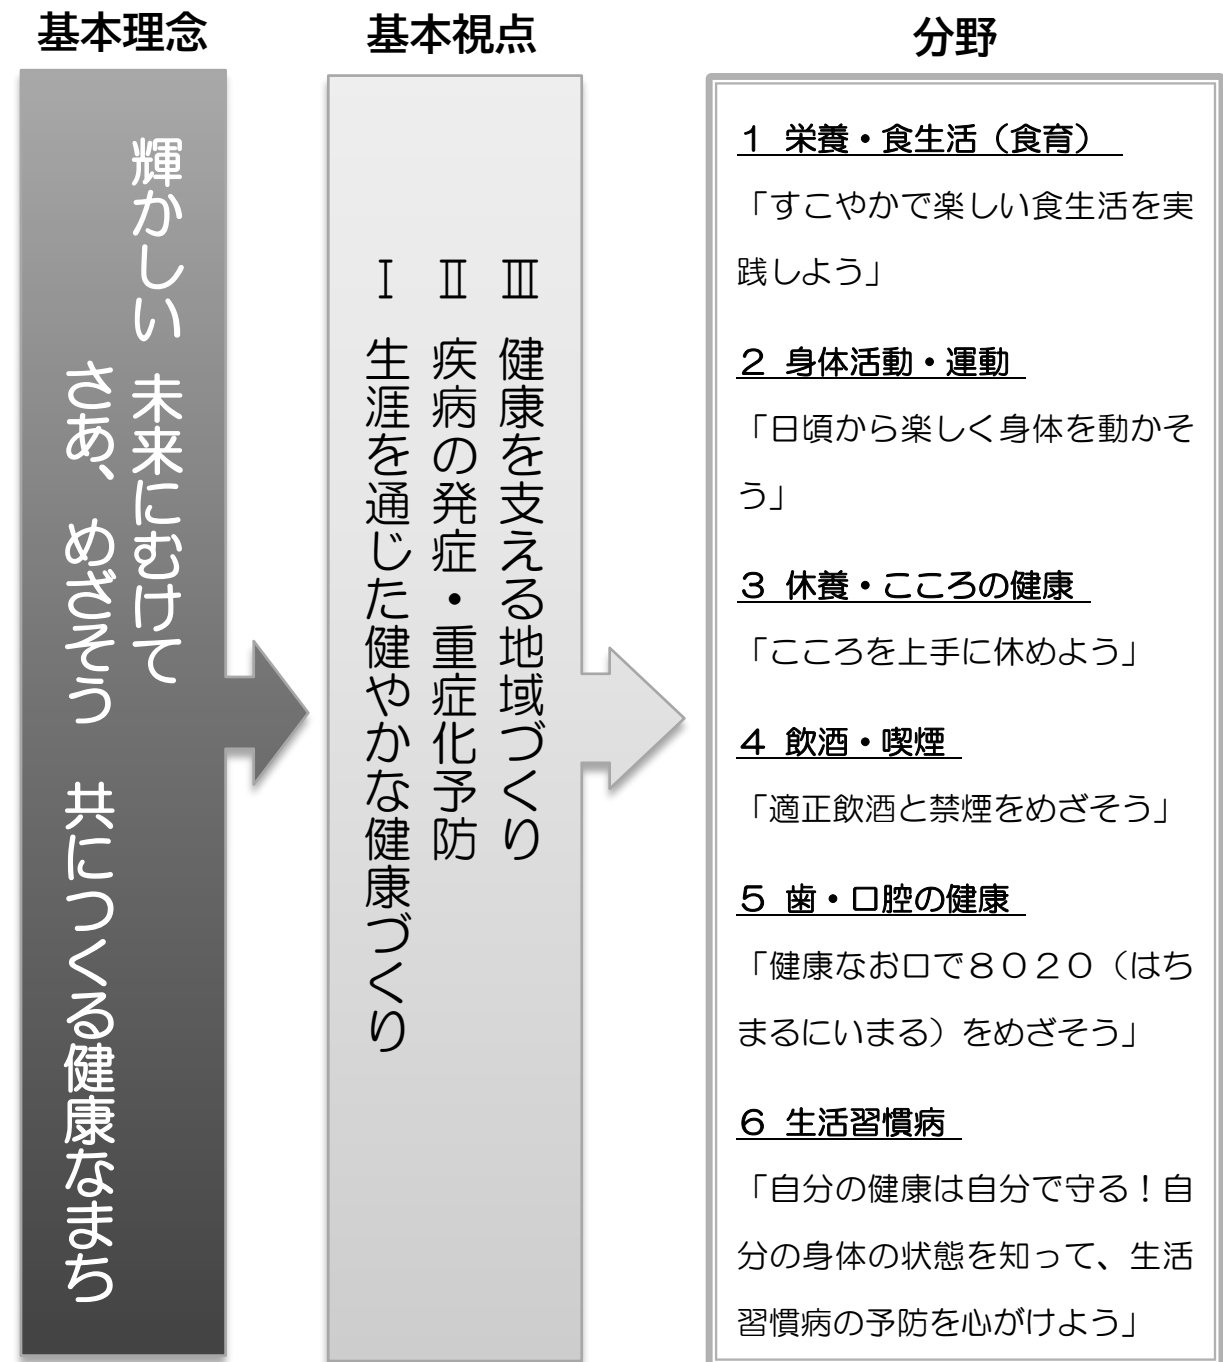 基本理念
輝かしい 未来にむけて
さあ、めざそう 共につくる健康なまち
基本視点
Ⅲ 健康を支える地域づくり
Ⅱ 疾病の発症・重症化予防
Ⅰ 生涯を通じた健やかな健康づくり
分野
1 栄養・食生活（食育）
「すこやかで楽しい食生活を実
践しよう」
2 身体活動・運動
「日頃から楽しく身体を動かそ
う」
3 休養・こころの健康
「こころを上手に休めよう」
4 飲酒・喫煙
「適正飲酒と禁煙をめざそう」
5 歯・口腔の健康
「健康なお口で８０２０（はち
まるにいまる）をめざそう」
6 生活習慣病
「自分の健康は自分で守る！自
分の身体の状態を知って、生活
習慣病の予防を心がけよう」